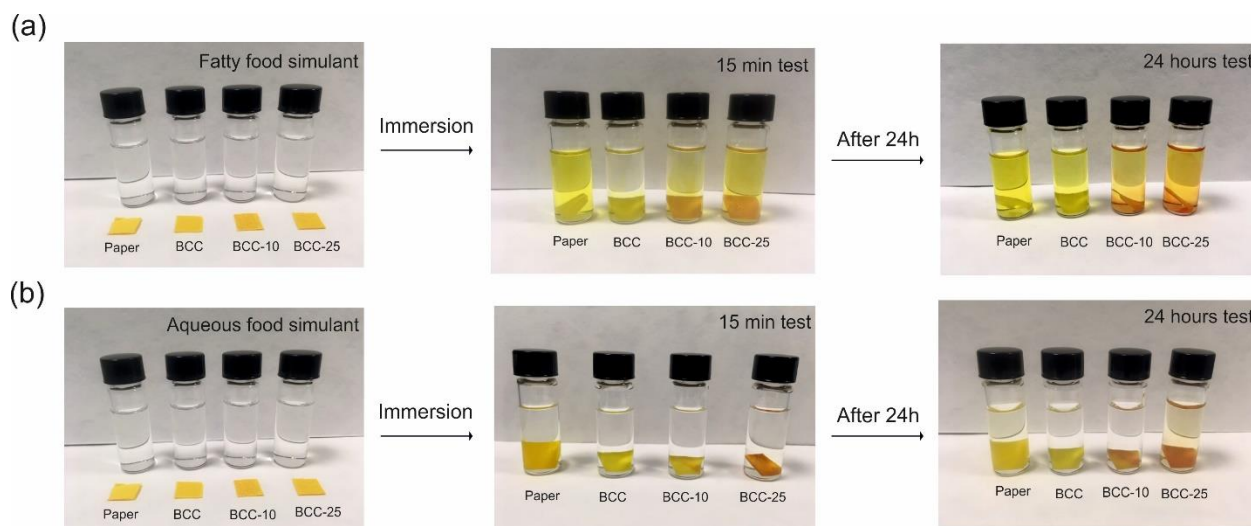 (a)
Fatty food simulant
Paper
BCC
BCC-10
BCC-25
Immersion
15 min test
Paper
BCC
BCC-10
BCC-25
After 24h
24 hours test
Paper
BCC
BCC-10
BCC-25
(b)
Aqueous food simulant
Paper
BCC
BCC-10
BCC-25
Immersion
15 min test
Paper
BCC
BCC-10
BCC-25
After 24h
24 hours test
Paper
BCC
BCC-10
BCC-25